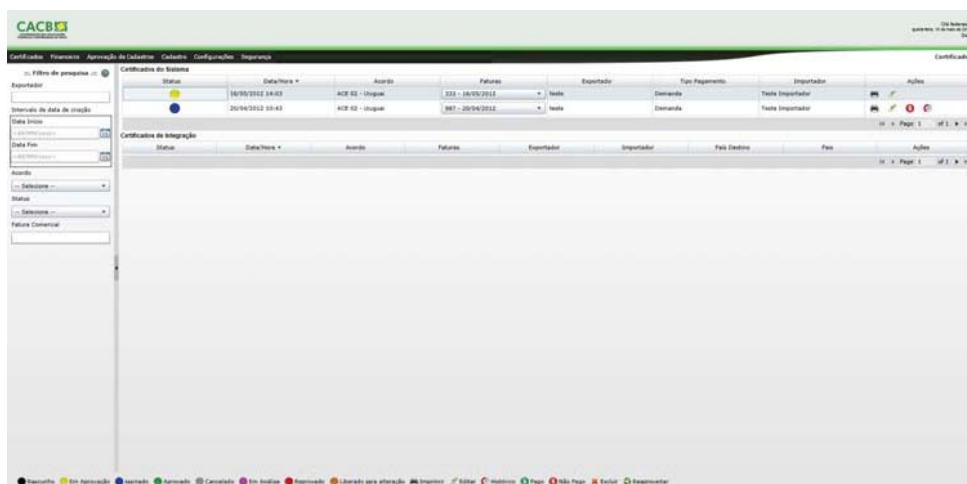 CACB
Certificados Financeiro Aprovação de Cadastros Cadastro Configurações Segurança
Certificado
::. Filtro de pesquisa .::
Exportador
Intervalo de data de criação
Data Início
Data Fim
Acordo
-- Selecione --
Status
-- Selecione --
Fatura Comercial
Certificados do Sistema
Status Data/Hora Acordo Faturas Exportador Tipo Pagamento Importador Ações
16/05/2012 14:03 ACE 02 - Uruguai 333 - 16/05/2012 teste Demanda Teste Importador
20/04/2012 10:43 ACE 02 - Uruguai 987 - 20/04/2012 teste Demanda Teste Importador
Page 1 of 1
Certificados de Integração
Status Data/Hora Acordo Faturas Exportador Importador País Destino Pais Ações
Page 1 of 1
Rascunho Em Aprovação Assinado Aprovado Cancelado Em Análise Reprovado Liberado para alteração Imprimir Editar Histórico Pago Não Pago Excluir Reaproveitar